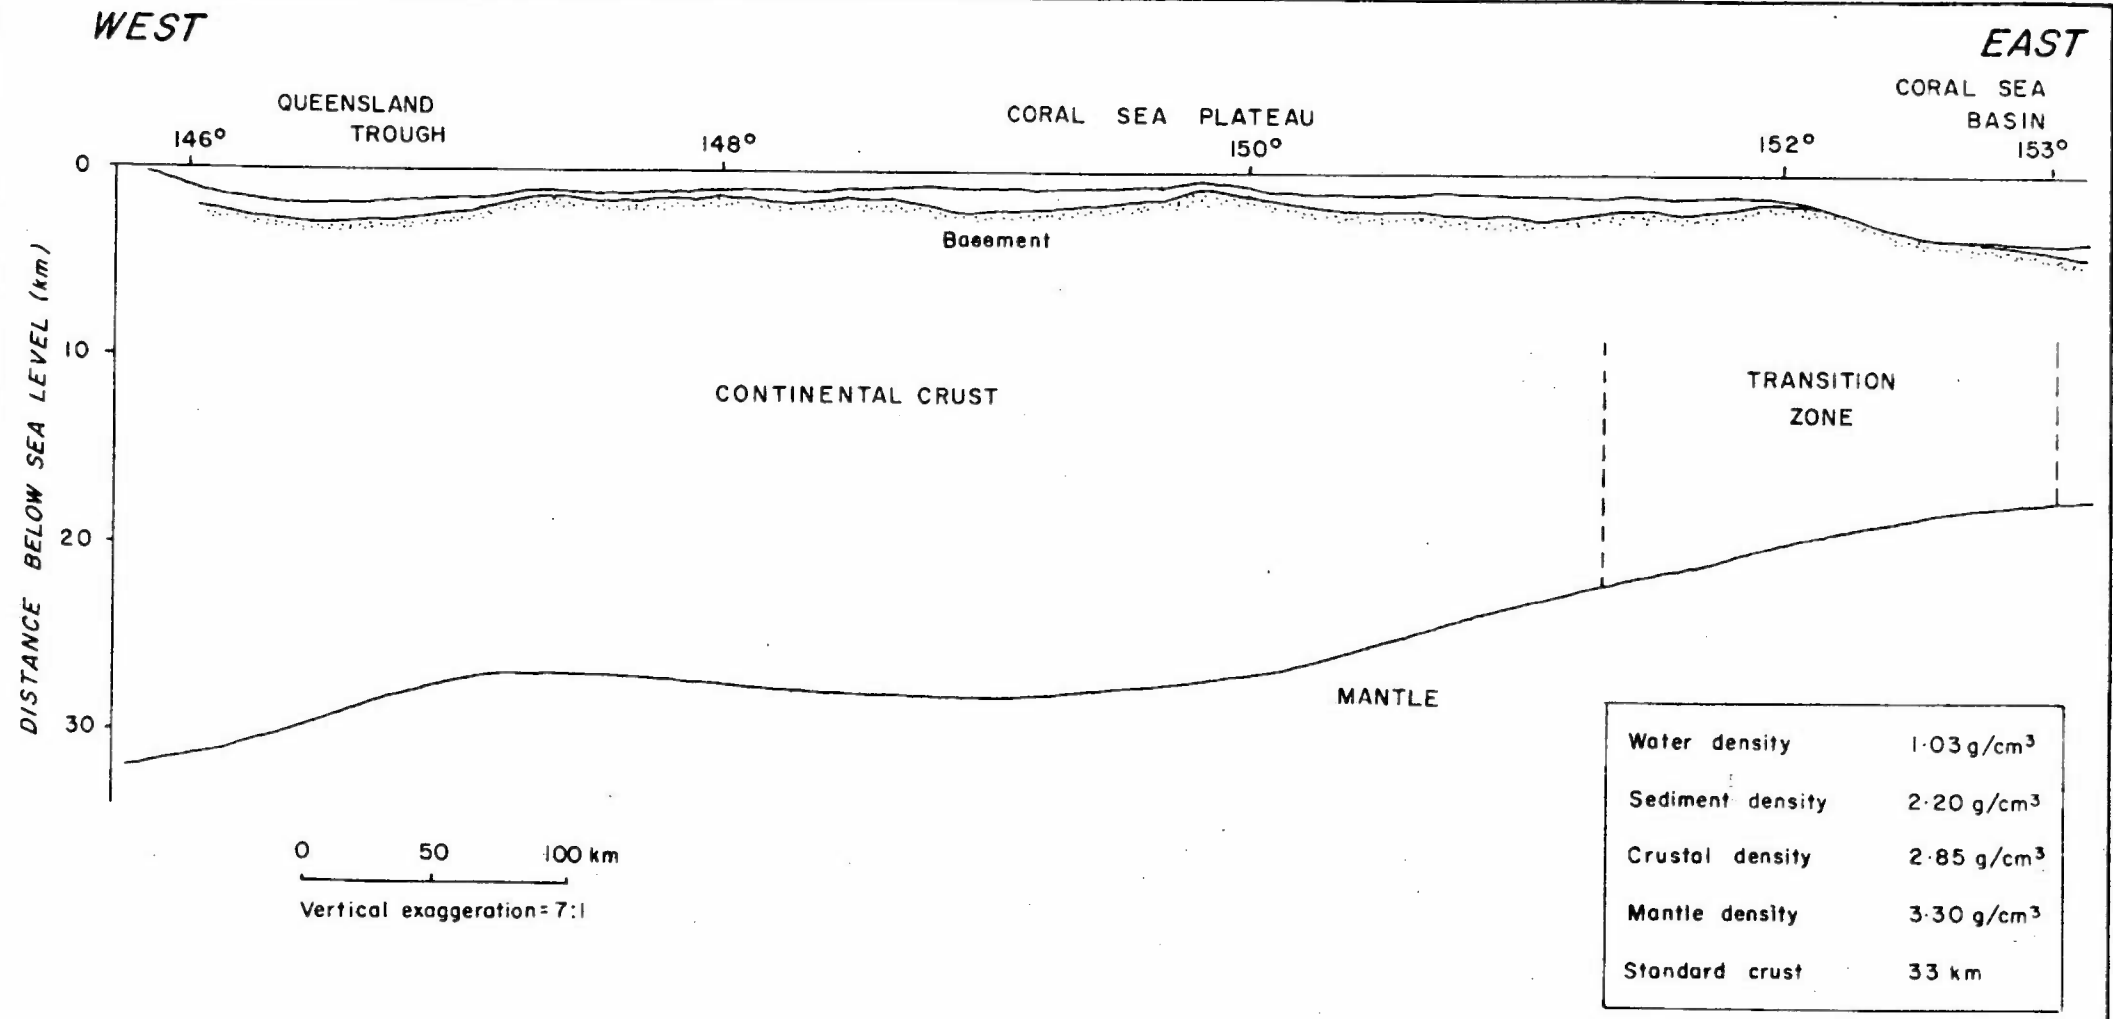 WEST
EAST
QUEENSLAND
TROUGH
CORAL SEA PLATEAU
CORAL SEA
BASIN
146°
148°
150°
152°
153°
0
10
20
30
DISTANCE BELOW SEA LEVEL (km)
Basement
CONTINENTAL CRUST
TRANSITION
ZONE
MANTLE
0 50 100 km
Vertical exaggeration = 7:1
Water density 1·03 g/cm³
Sediment density 2·20 g/cm³
Crustal density 2·85 g/cm³
Mantle density 3·30 g/cm³
Standard crust 33 km